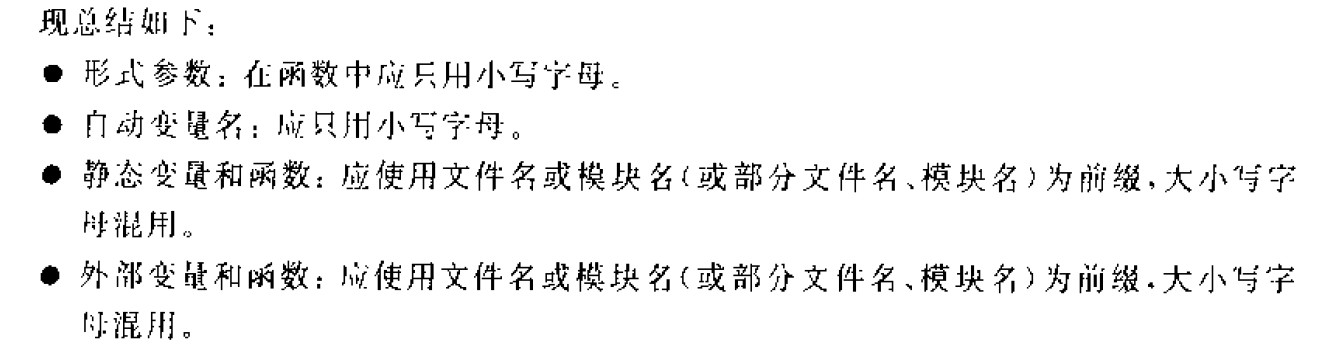 现总结如下：
● 形式参数：在函数中应只用小写字母。
● 自动变量名：应只用小写字母。
● 静态变量和函数：应使用文件名或模块名(或部分文件名、模块名)为前缀，大小写字
母混用。
● 外部变量和函数：应使用文件名或模块名(或部分文件名、模块名)为前缀，大小写字
母混用。